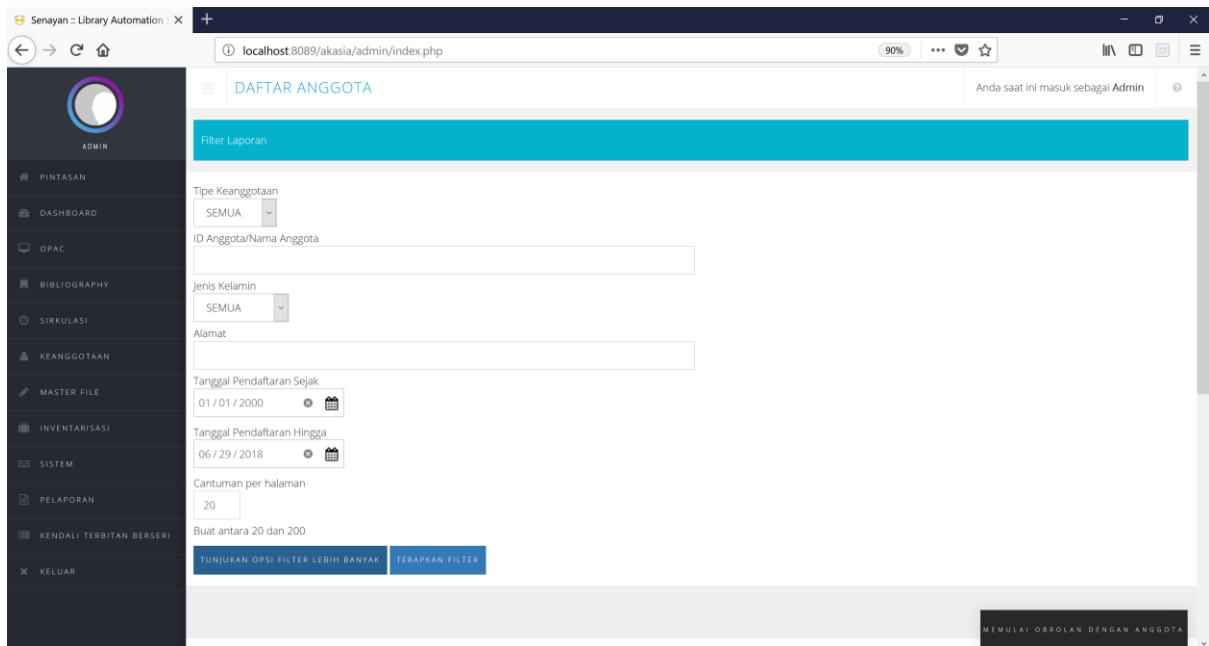 Senayan :: Library Automation S
localhost:8089/akasia/admin/index.php
90%
ADMIN
PINTASAN
DASHBOARD
OPAC
BIBLIOGRAPHY
SIRKULASI
KEANGGOTAAN
MASTER FILE
INVENTARISASI
SISTEM
PELAPORAN
KENDALI TERBITAN BERSERI
KELUAR
DAFTAR ANGGOTA
Anda saat ini masuk sebagai Admin
Filter Laporan
Tipe Keanggotaan
SEMUA
ID Anggota/Nama Anggota
Jenis Kelamin
SEMUA
Alamat
Tanggal Pendaftaran Sejak
01 / 01 / 2000
Tanggal Pendaftaran Hingga
06 / 29 / 2018
Cantuman per halaman
20
Buat antara 20 dan 200
TUNJUKAN OPSI FILTER LEBIH BANYAK
TERAPKAN FILTER
MEMULAI OBROLAN DENGAN ANGGOTA